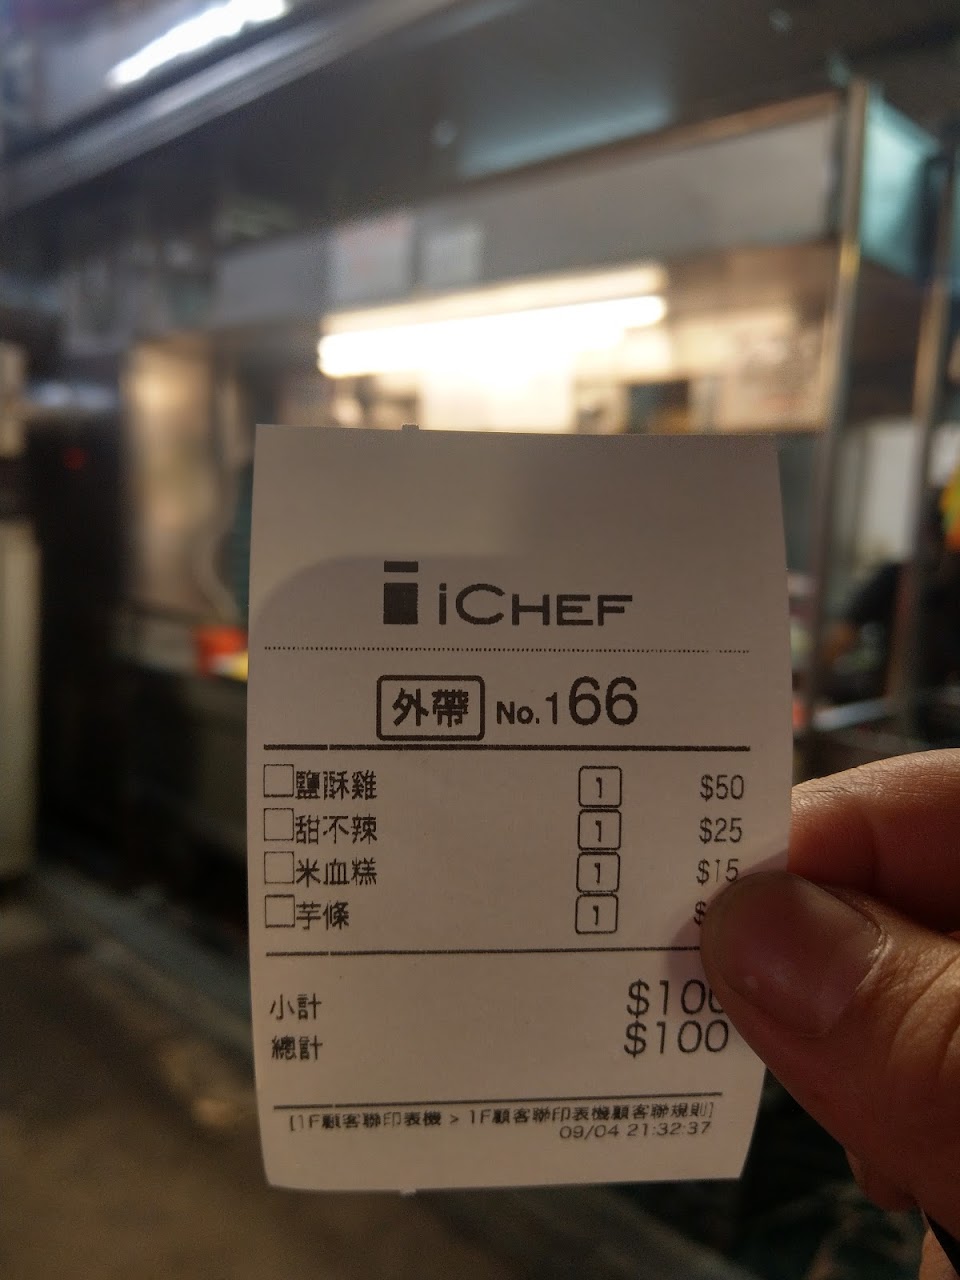 iCHEF
外帶 No.166
鹽酥雞 1 $50
甜不辣 1 $25
米血糕 1 $15
芋條 1 $
小計 $100
總計 $100
[1F顧客聯印表機 > 1F顧客聯印表機顧客聯規則]
09/04 21:32:37